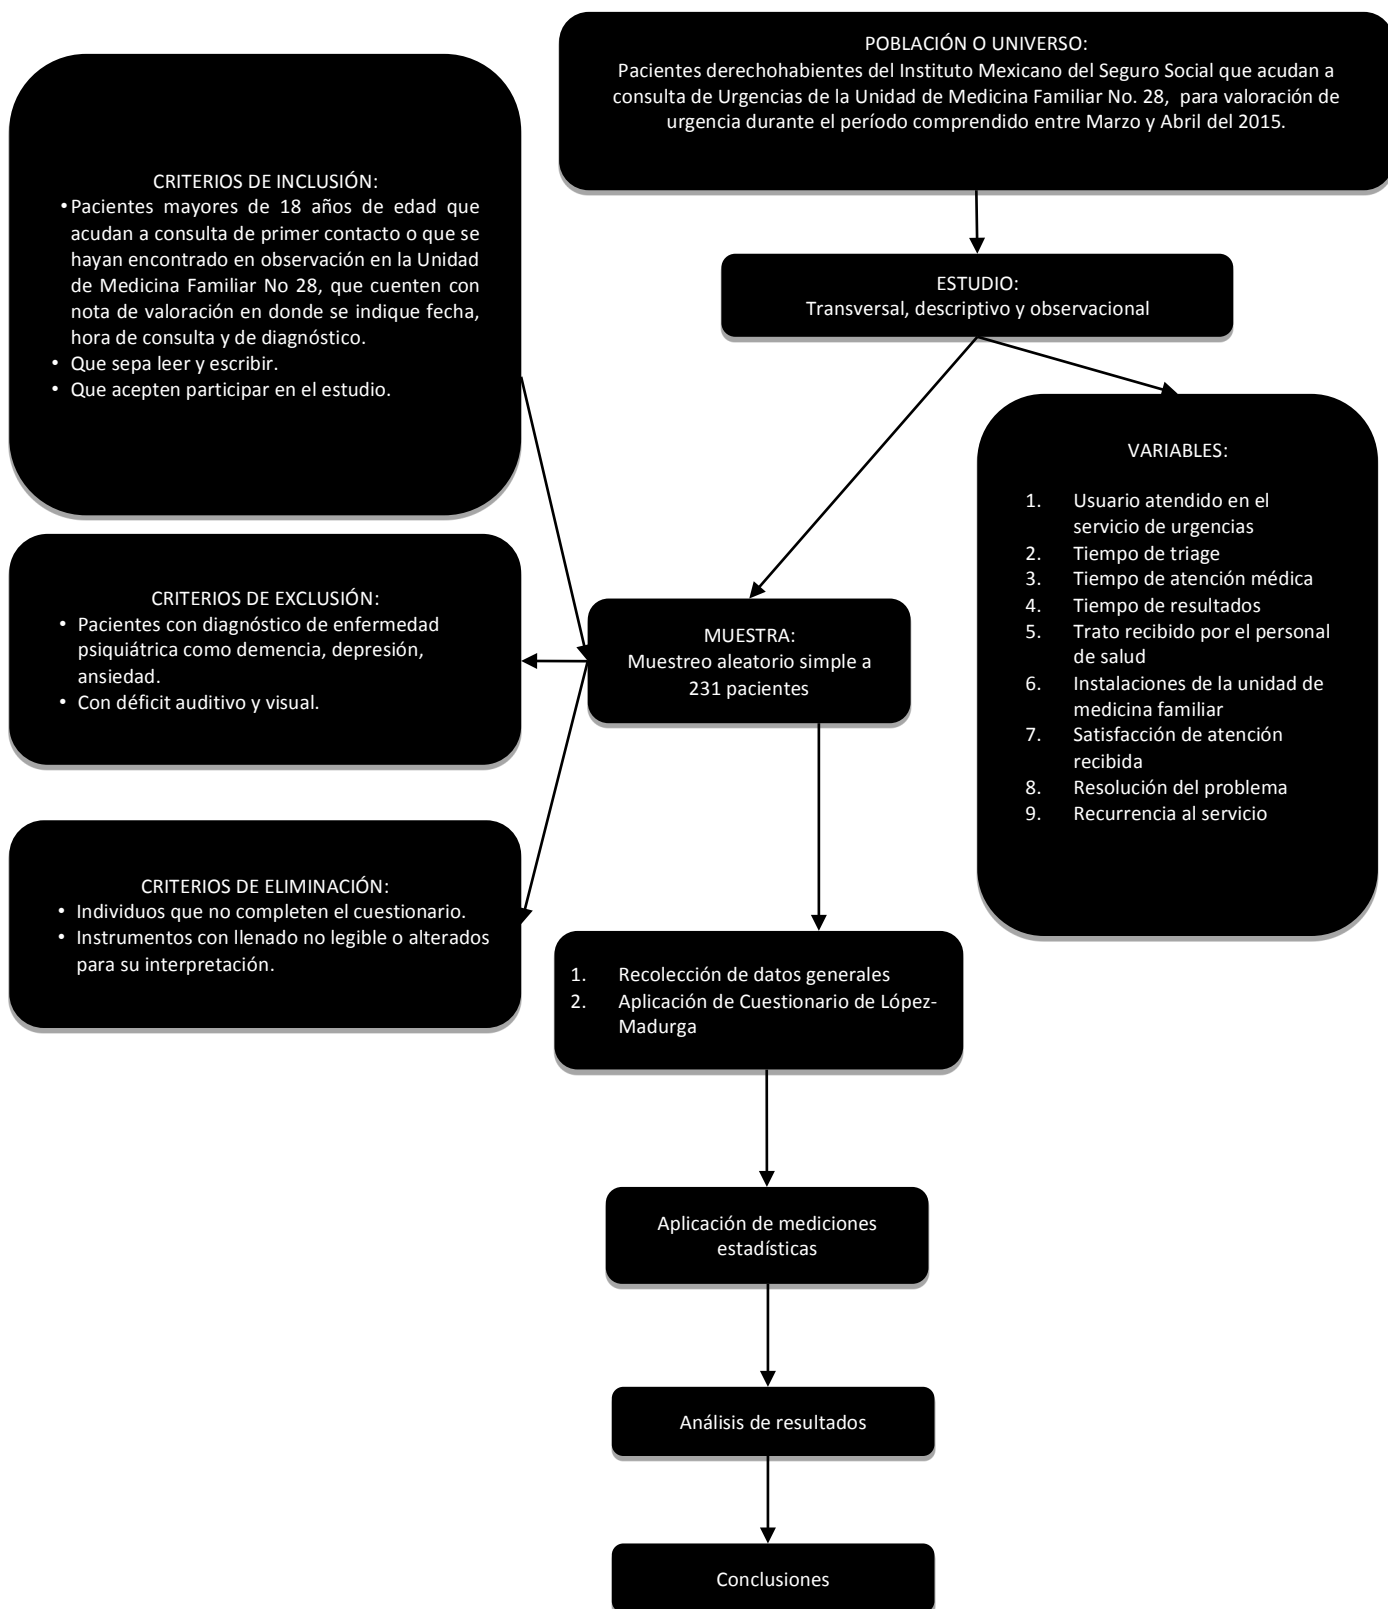 POBLACIÓN O UNIVERSO:
Pacientes derechohabientes del Instituto Mexicano del Seguro Social que acudan a
consulta de Urgencias de la Unidad de Medicina Familiar No. 28, para valoración de
urgencia durante el período comprendido entre Marzo y Abril del 2015.
CRITERIOS DE INCLUSIÓN:
• Pacientes mayores de 18 años de edad que
acudan a consulta de primer contacto o que se
hayan encontrado en observación en la Unidad
de Medicina Familiar No 28, que cuenten con
nota de valoración en donde se indique fecha,
hora de consulta y de diagnóstico.
• Que sepa leer y escribir.
• Que acepten participar en el estudio.
ESTUDIO:
Transversal, descriptivo y observacional
VARIABLES:
1. Usuario atendido en el
servicio de urgencias
2. Tiempo de triage
3. Tiempo de atención médica
4. Tiempo de resultados
5. Trato recibido por el personal
de salud
6. Instalaciones de la unidad de
medicina familiar
7. Satisfacción de atención
recibida
8. Resolución del problema
9. Recurrencia al servicio
CRITERIOS DE EXCLUSIÓN:
• Pacientes con diagnóstico de enfermedad
psiquiátrica como demencia, depresión,
ansiedad.
• Con déficit auditivo y visual.
MUESTRA:
Muestreo aleatorio simple a
231 pacientes
CRITERIOS DE ELIMINACIÓN:
• Individuos que no completen el cuestionario.
• Instrumentos con llenado no legible o alterados
para su interpretación.
1. Recolección de datos generales
2. Aplicación de Cuestionario de López-
Madurga
Aplicación de mediciones
estadísticas
Análisis de resultados
Conclusiones